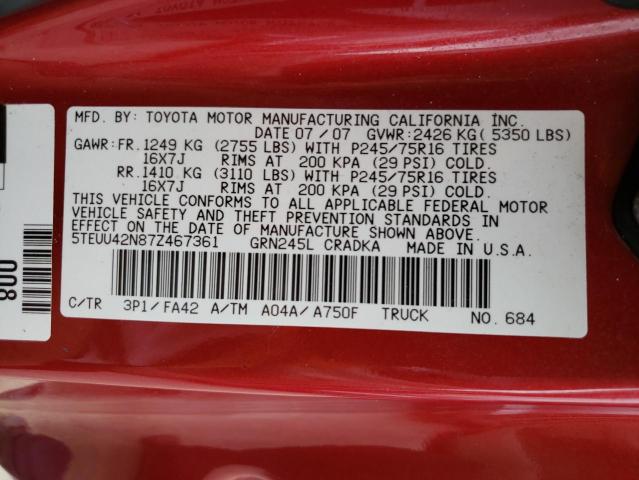 MFD. BY: TOYOTA MOTOR MANUFACTURING CALIFORNIA INC.
DATE 07/07 GVWR: 2426 KG( 5350 LBS)
GAWR: FR. 1249 KG (2755 LBS) WITH P245/75R16 TIRES
16X7J RIMS AT 200 KPA (29 PSI) COLD.
RR. 1410 KG (3110 LBS) WITH P245/75R16 TIRES
16X7J RIMS AT 200 KPA (29 PSI) COLD.
THIS VEHICLE CONFORMS TO ALL APPLICABLE FEDERAL MOTOR
VEHICLE SAFETY AND THEFT PREVENTION STANDARDS IN
EFFECT ON THE DATE OF MANUFACTURE SHOWN ABOVE.
5TEUU42N87Z467361 GRN245L CRADKA MADE IN U.S.A.
C/TR 3P1/FA42 A/TM A04A/A750F TRUCK NO. 684
008